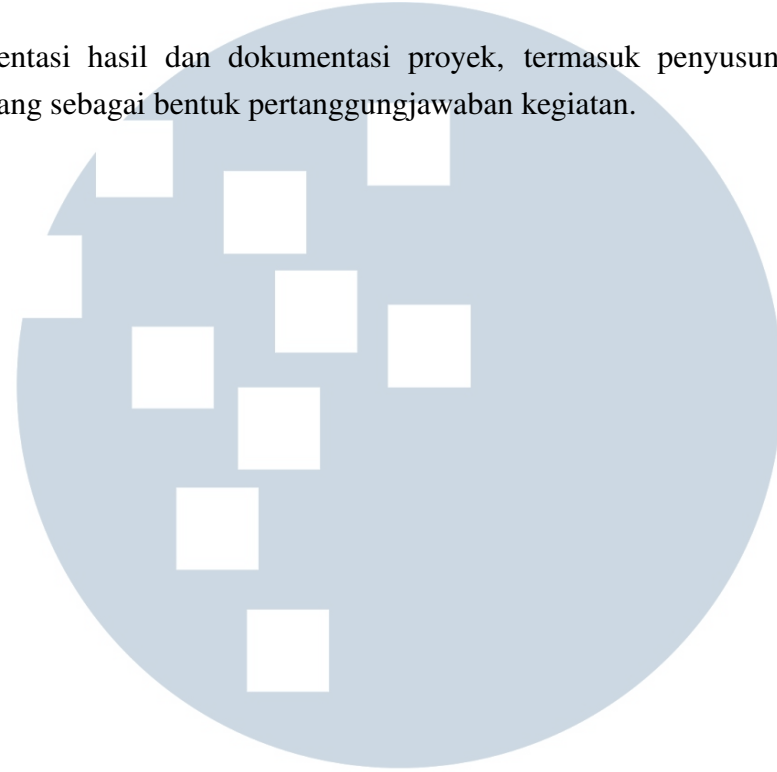 entasi hasil dan dokumentasi proyek, termasuk penyusun
ang sebagai bentuk pertanggungjawaban kegiatan.